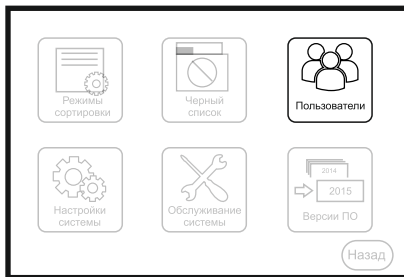 Режимы
сортировки
Черный
список
Пользователи
Настройки
системы
Обслуживание
системы
2014
2015
Версии ПО
Назад